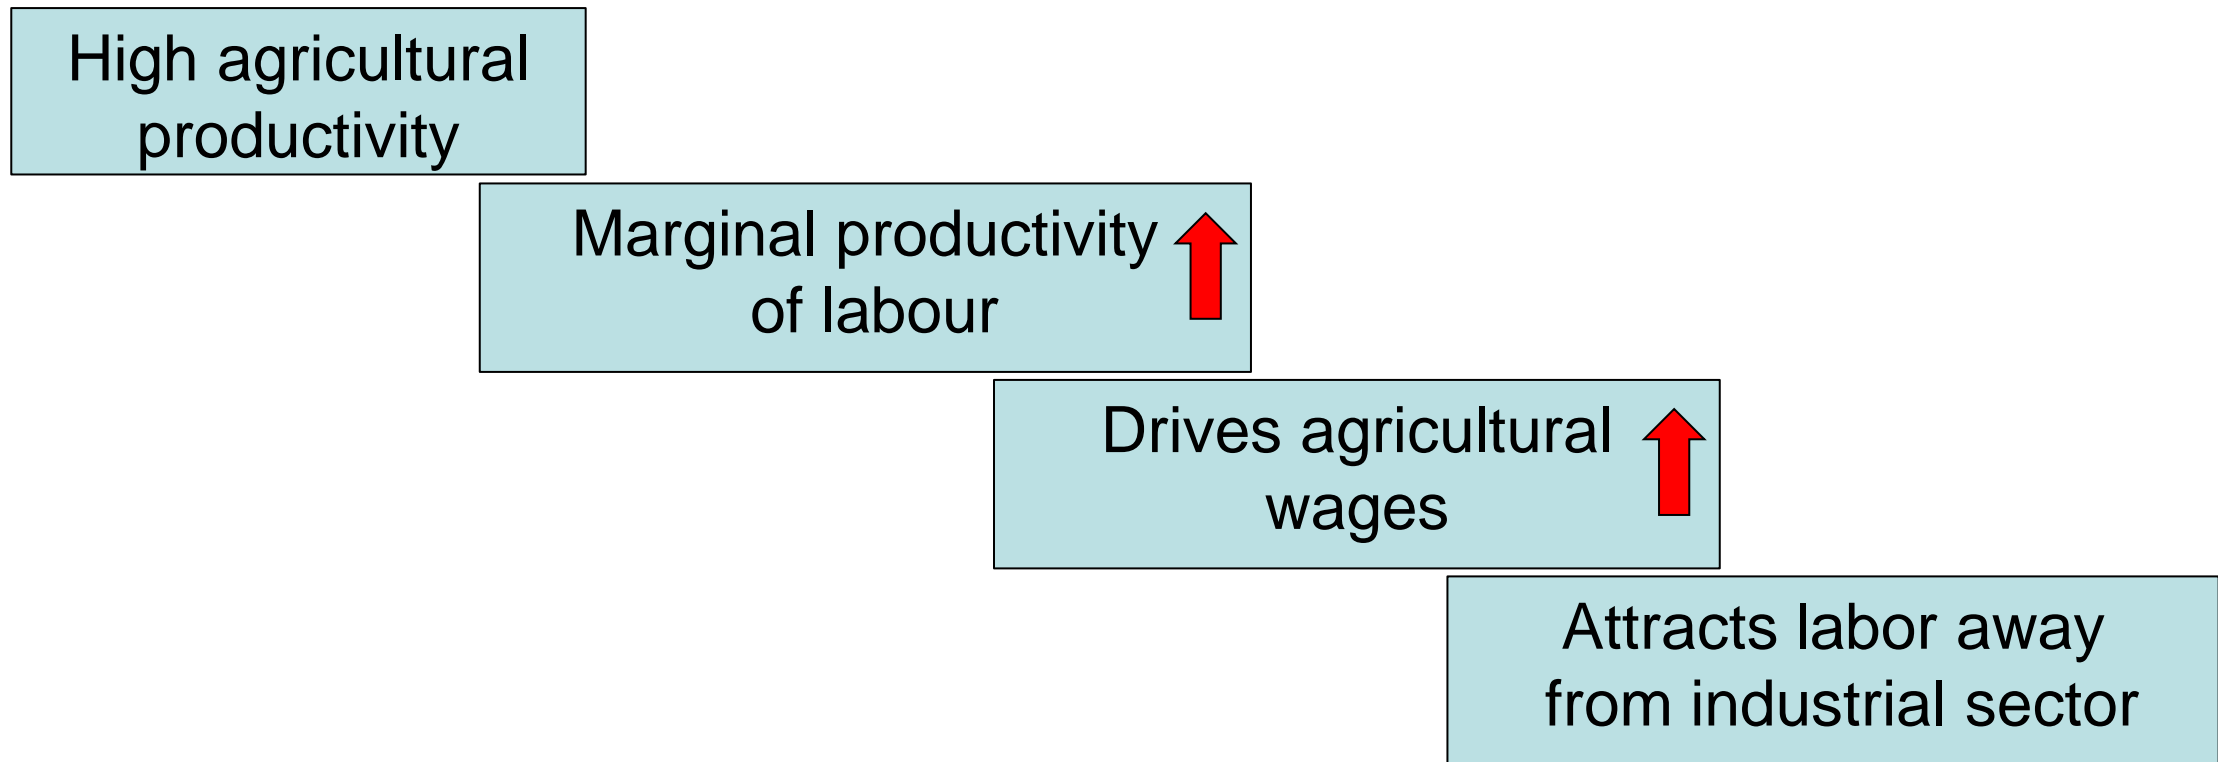 High agricultural
productivity
Marginal productivity
of labour
Drives agricultural
wages
Attracts labor away
from industrial sector